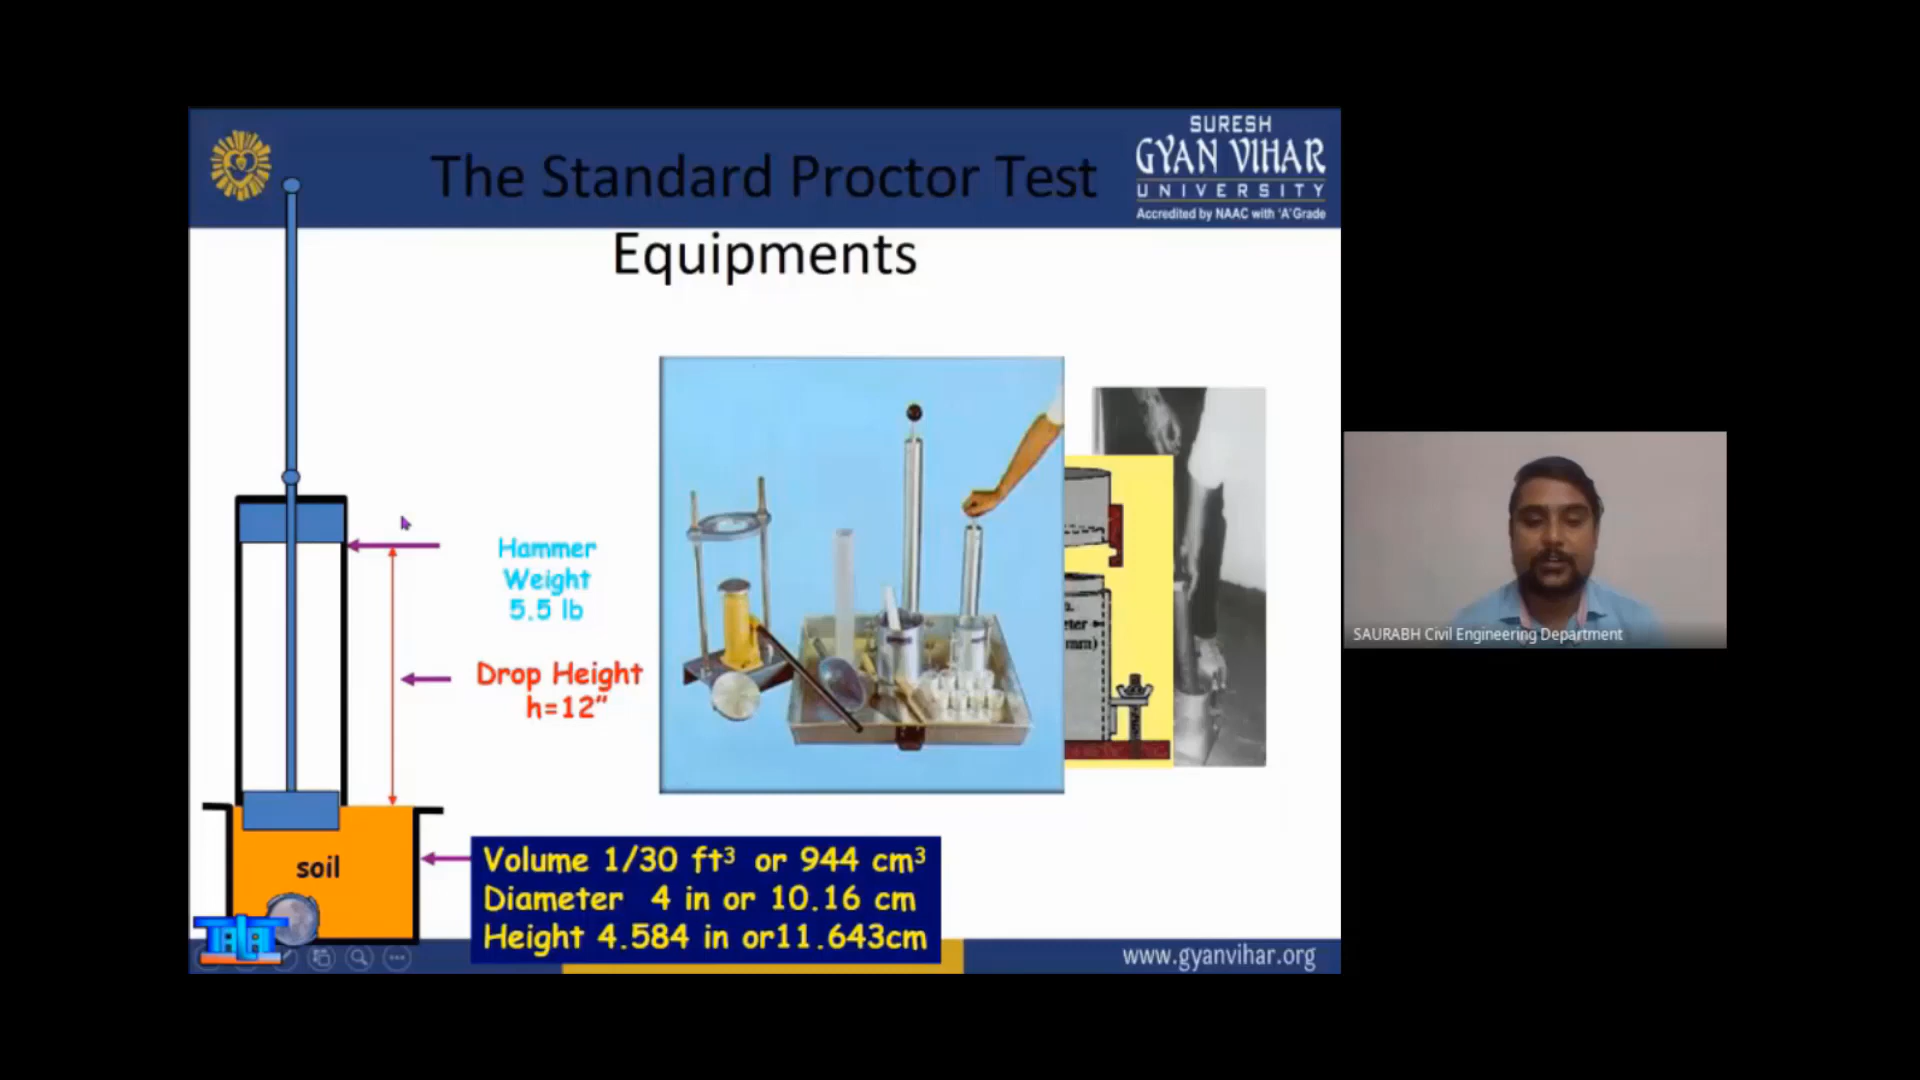 SURESH
GYAN VIHAR
UNIVERSITY
Accredited by NAAC with 'A' Grade
The Standard Proctor Test
Equipments
Hammer
Weight
5.5 lb
Drop Height
h=12”
mm)
soil
Volume 1/30 ft³ or 944 cm³
Diameter 4 in or 10.16 cm
Height 4.584 in or11.643cm
www.gyanvihar.org
SAURABH Civil Engineering Department